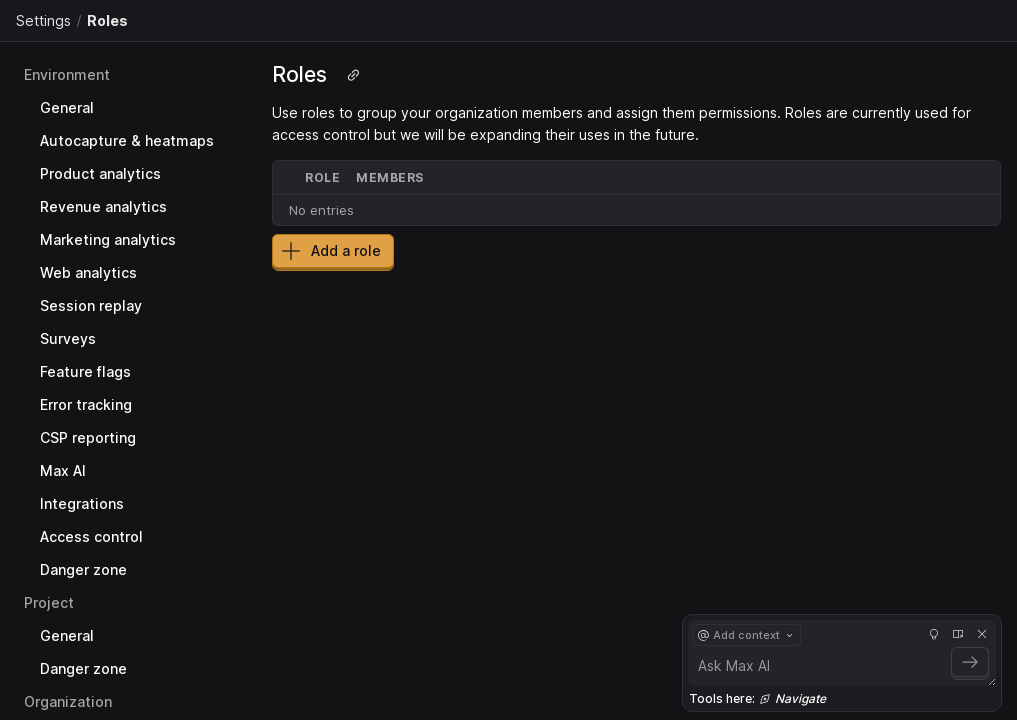 Settings / Roles
Environment
General
Autocapture & heatmaps
Product analytics
Revenue analytics
Marketing analytics
Web analytics
Session replay
Surveys
Feature flags
Error tracking
CSP reporting
Max AI
Integrations
Access control
Danger zone
Project
General
Danger zone
Organization
Roles
Use roles to group your organization members and assign them permissions. Roles are currently used for
access control but we will be expanding their uses in the future.
ROLE MEMBERS
No entries
Add a role
@ Add context
Ask Max AI
Tools here: Navigate